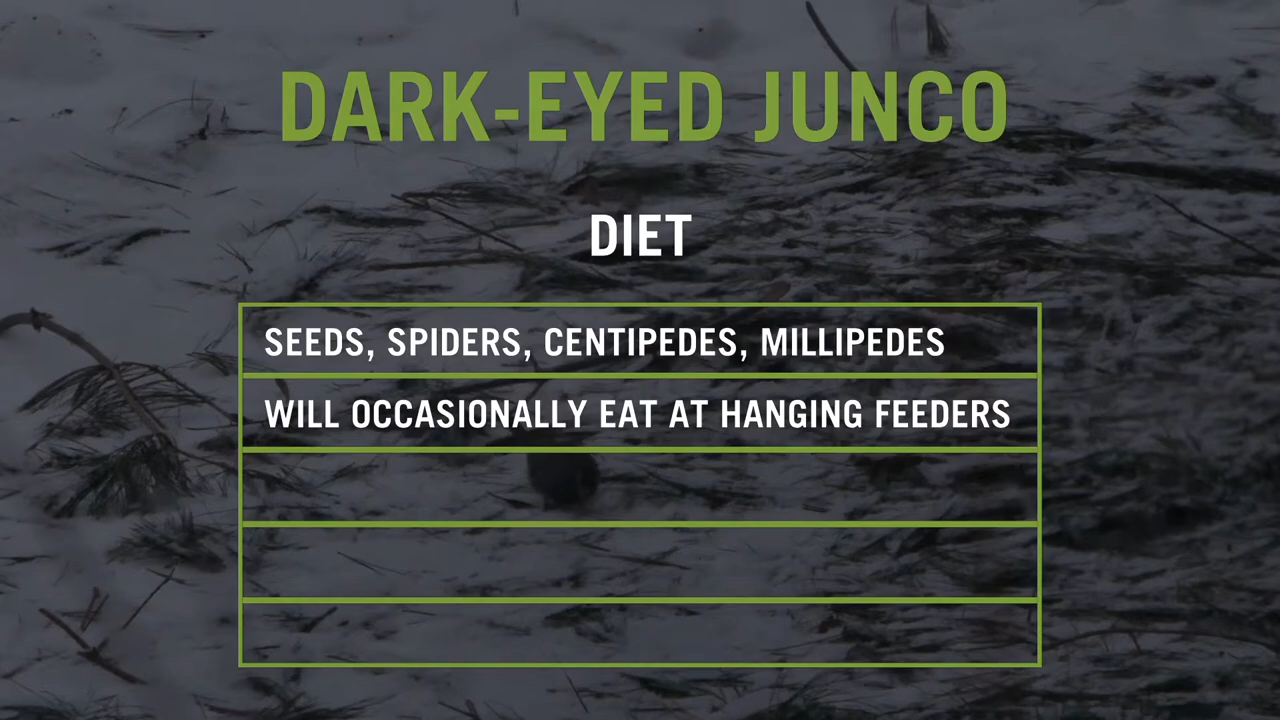 DARK-EYED JUNCO
DIET
SEEDS, SPIDERS, CENTIPEDES, MILLIPEDES
WILL OCCASIONALLY EAT AT HANGING FEEDERS